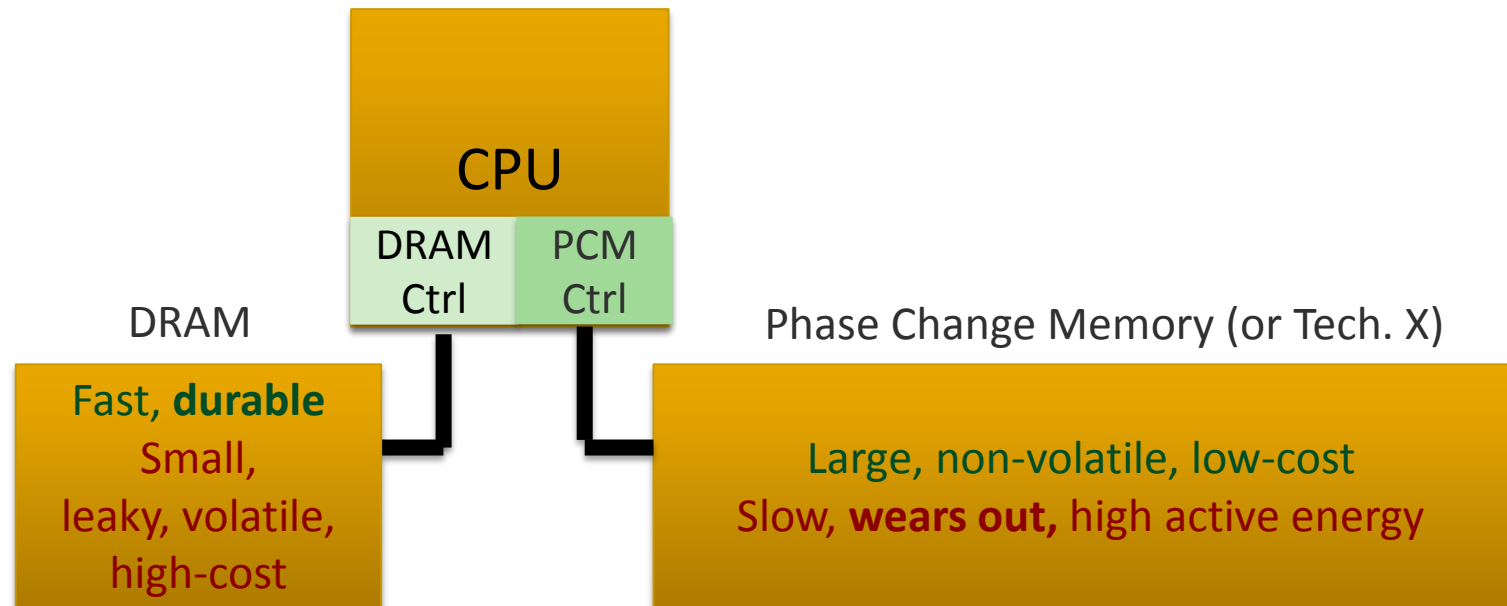 CPU
DRAM
Ctrl
PCM
Ctrl
DRAM
Fast, durable
Small,
leaky, volatile,
high-cost
Phase Change Memory (or Tech. X)
Large, non-volatile, low-cost
Slow, wears out, high active energy